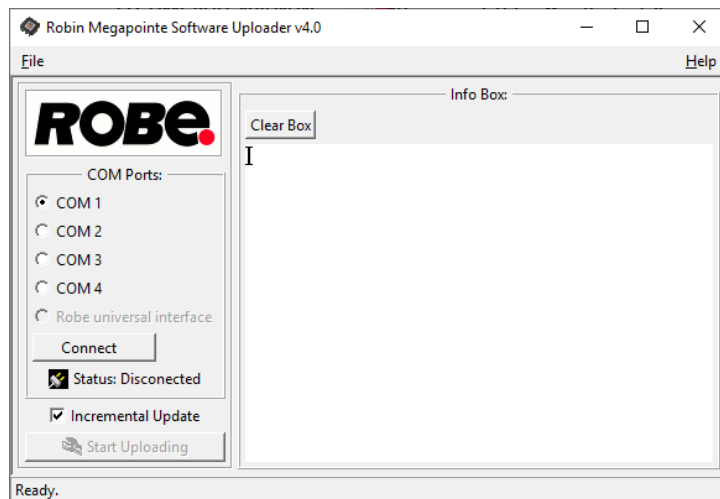 Robin Megapointe Software Uploader v4.0
File
Help
ROBE
COM Ports:
COM 1
COM 2
COM 3
COM 4
Robe universal interface
Connect
Status: Disconected
Incremental Update
Start Uploading
Info Box:
Clear Box
Ready.